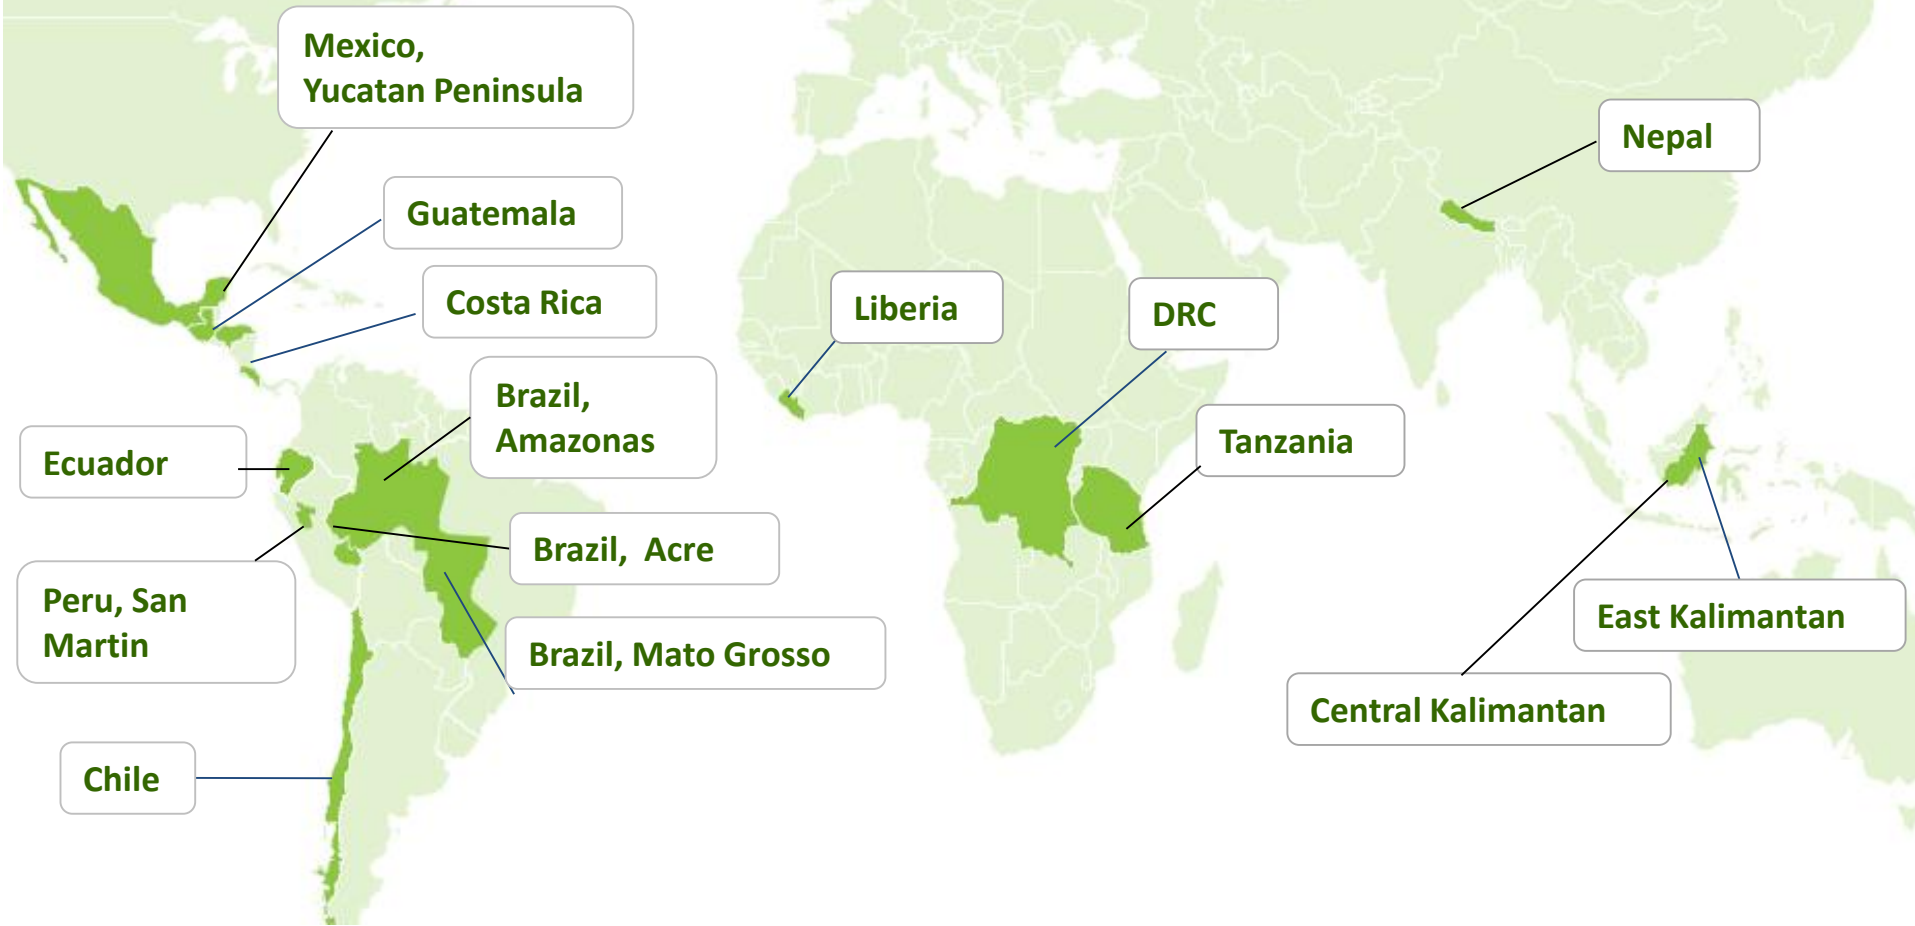 Mexico,
Yucatan Peninsula
Guatemala
Costa Rica
Brazil,
Amazonas
Ecuador
Brazil, Acre
Peru, San
Martin
Brazil, Mato Grosso
Chile
Liberia
DRC
Tanzania
Nepal
East Kalimantan
Central Kalimantan